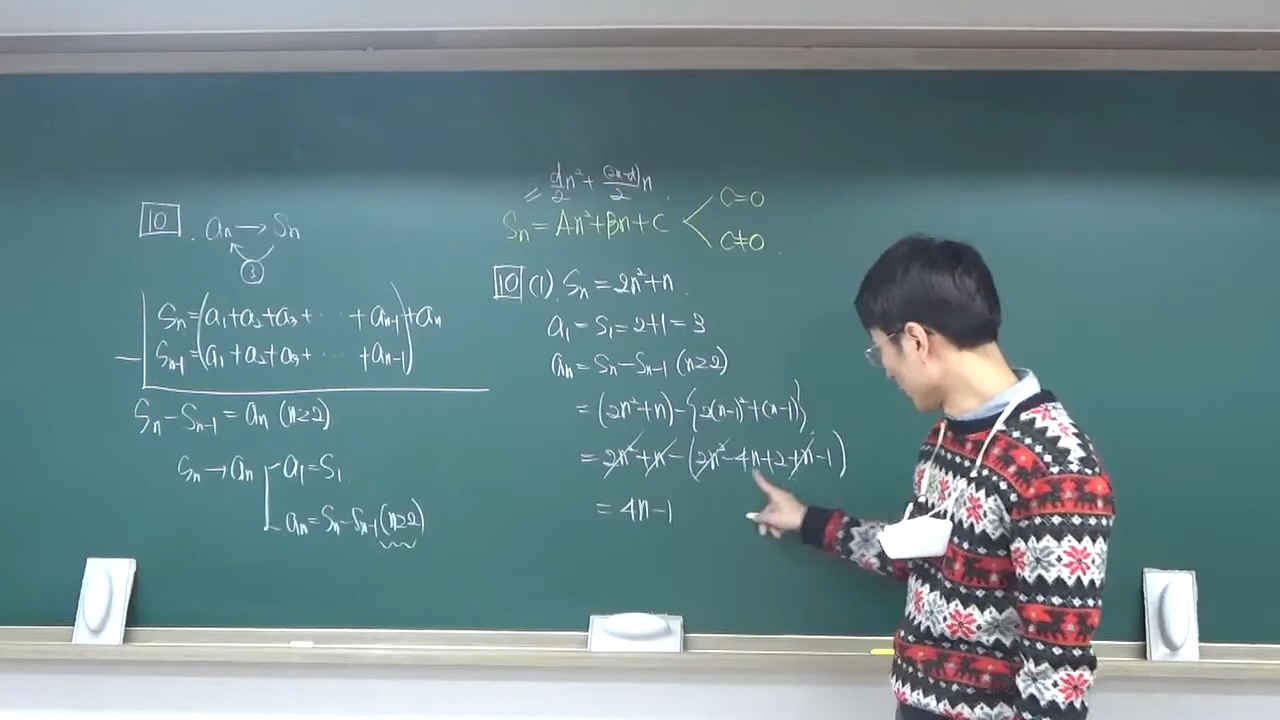 10. aₙ → Sₙ
③
Sₙ = (a₁+a₂+a₃+ ⋯ +aₙ₋₁)+aₙ
− Sₙ₋₁ = (a₁+a₂+a₃+ ⋯ +aₙ₋₁)
Sₙ−Sₙ₋₁ = aₙ (n≥2)
Sₙ → aₙ a₁=S₁
aₙ=Sₙ−Sₙ₋₁(n≥2)
= d/2 n² + (2a−d)/2 n
Sₙ = An²+Bn+C C=0
C≠0
10 (1). Sₙ = 2n²+n
a₁ = S₁ = 2+1 = 3
aₙ = Sₙ−Sₙ₋₁ (n≥2)
= (2n²+n)−{2(n−1)²+(n−1)}
= 2n²+n−(2n²−4n+2+n−1)
= 4n−1